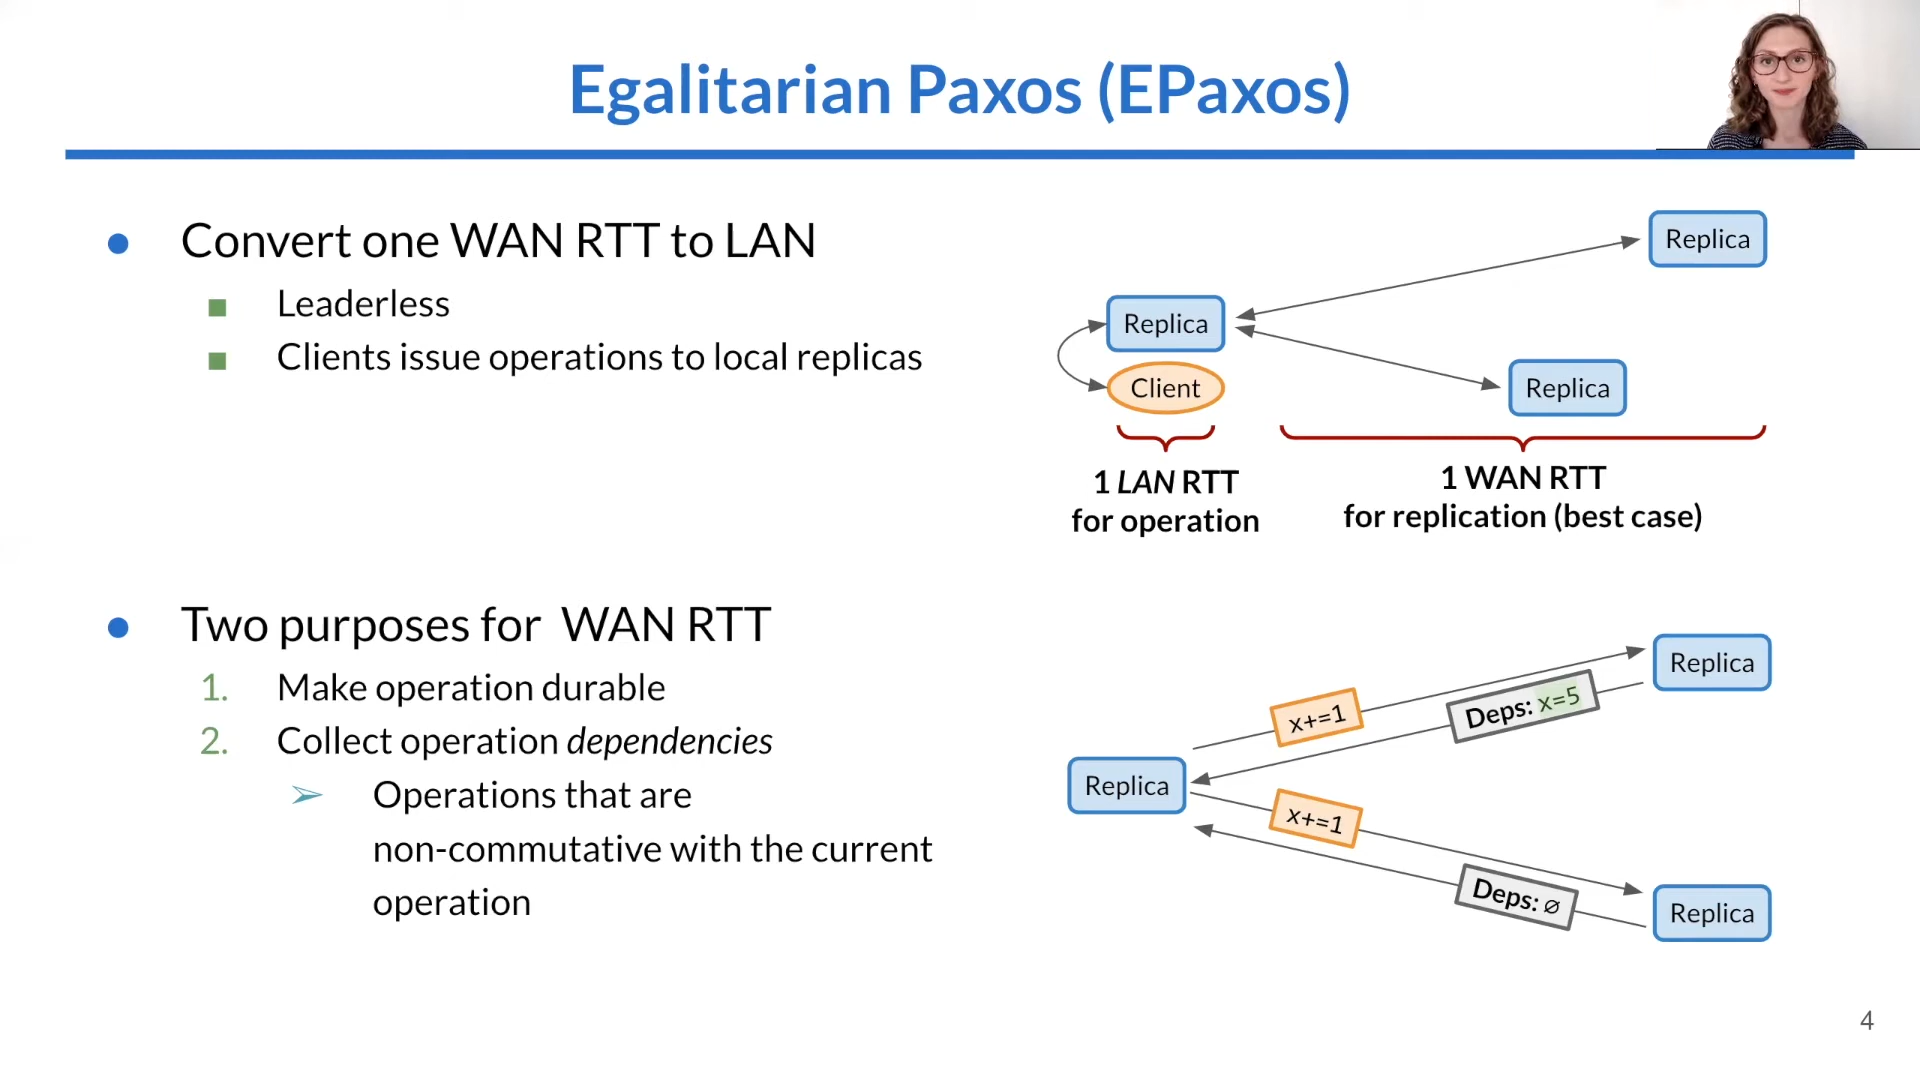 Egalitarian Paxos (EPaxos)
● Convert one WAN RTT to LAN
■ Leaderless
■ Clients issue operations to local replicas
Replica
Replica
Client
Replica
1 LAN RTT
for operation
1 WAN RTT
for replication (best case)
● Two purposes for WAN RTT
1. Make operation durable
2. Collect operation dependencies
➢ Operations that are
non-commutative with the current
operation
Replica
x+=1
Deps: x=5
Replica
x+=1
Deps: ∅
Replica
4